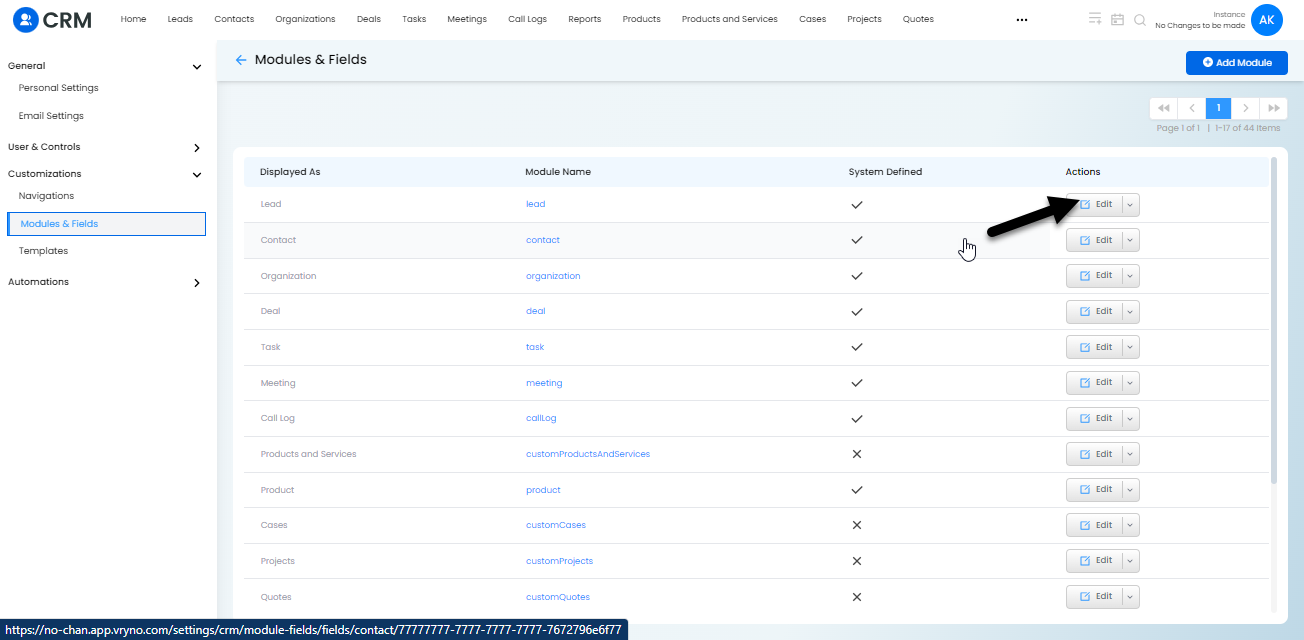 CRM
Home Leads Contacts Organizations Deals Tasks Meetings Call Logs Reports Products Products and Services Cases Projects Quotes ...
Instance
No Changes to be made
AK
General
Personal Settings
Email Settings
User & Controls
Customizations
Navigations
Modules & Fields
Templates
Automations
Modules & Fields
Add Module
1
Page 1 of 1 | 1-17 of 44 items
Displayed As Module Name System Defined Actions
Lead lead Edit
Contact contact Edit
Organization organization Edit
Deal deal Edit
Task task Edit
Meeting meeting Edit
Call Log callLog Edit
Products and Services customProductsAndServices Edit
Product product Edit
Cases customCases Edit
Projects customProjects Edit
Quotes customQuotes Edit
https://no-chan.app.vryno.com/settings/crm/module-fields/fields/contact/77777777-7777-7777-7777-7672796e6f77